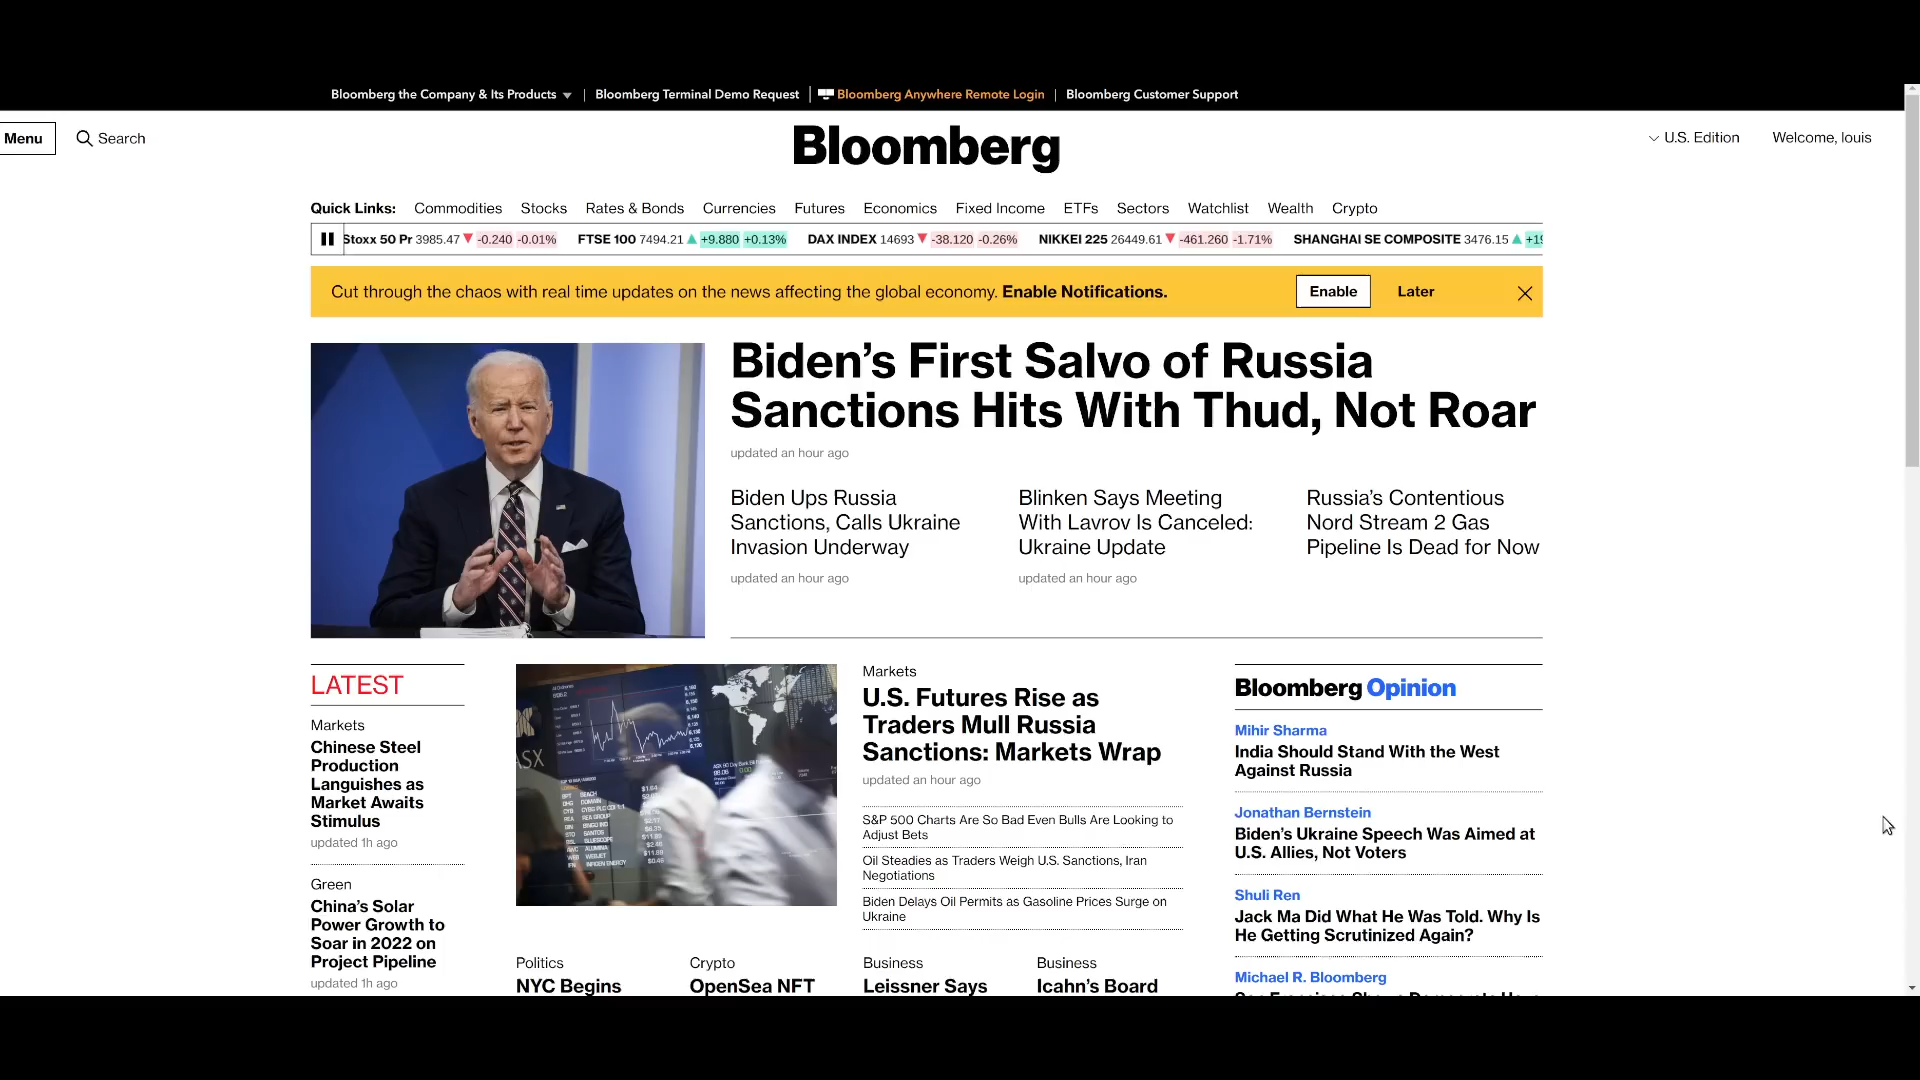 Bloomberg the Company & Its Products
Bloomberg Terminal Demo Request
Bloomberg Anywhere Remote Login
Bloomberg Customer Support
Menu
Search
Bloomberg
U.S. Edition
Welcome, louis
Quick Links: Commodities Stocks Rates & Bonds Currencies Futures Economics Fixed Income ETFs Sectors Watchlist Wealth Crypto
Stoxx 50 Pr 3985.47 -0.240 -0.01% FTSE 100 7494.21 +9.880 +0.13% DAX INDEX 14693 -38.120 -0.26% NIKKEI 225 26449.61 -461.260 -1.71% SHANGHAI SE COMPOSITE 3476.15
Cut through the chaos with real time updates on the news affecting the global economy. Enable Notifications.
Enable
Later
Biden’s First Salvo of Russia
Sanctions Hits With Thud, Not Roar
updated an hour ago
Biden Ups Russia
Sanctions, Calls Ukraine
Invasion Underway
updated an hour ago
Blinken Says Meeting
With Lavrov Is Canceled:
Ukraine Update
updated an hour ago
Russia’s Contentious
Nord Stream 2 Gas
Pipeline Is Dead for Now
LATEST
Markets
Chinese Steel
Production
Languishes as
Market Awaits
Stimulus
updated 1h ago
Green
China’s Solar
Power Growth to
Soar in 2022 on
Project Pipeline
updated 1h ago
ASX
Markets
U.S. Futures Rise as
Traders Mull Russia
Sanctions: Markets Wrap
updated an hour ago
S&P 500 Charts Are So Bad Even Bulls Are Looking to
Adjust Bets
Oil Steadies as Traders Weigh U.S. Sanctions, Iran
Negotiations
Biden Delays Oil Permits as Gasoline Prices Surge on
Ukraine
Politics
NYC Begins
Crypto
OpenSea NFT
Business
Leissner Says
Business
Icahn’s Board
Bloomberg Opinion
Mihir Sharma
India Should Stand With the West
Against Russia
Jonathan Bernstein
Biden’s Ukraine Speech Was Aimed at
U.S. Allies, Not Voters
Shuli Ren
Jack Ma Did What He Was Told. Why Is
He Getting Scrutinized Again?
Michael R. Bloomberg